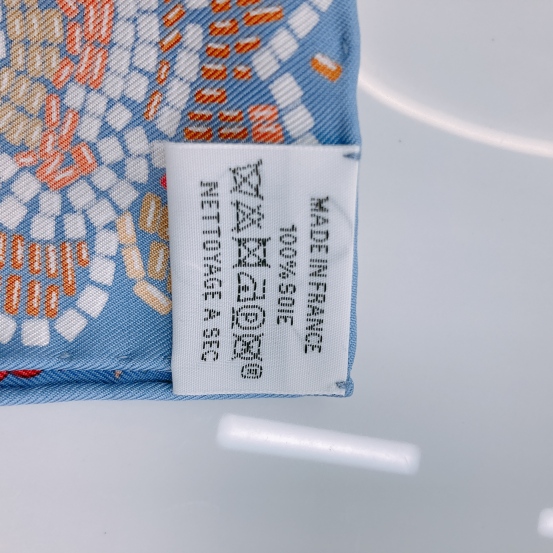 MADE IN FRANCE
100% SOIE
NETTOYAGE A SEC